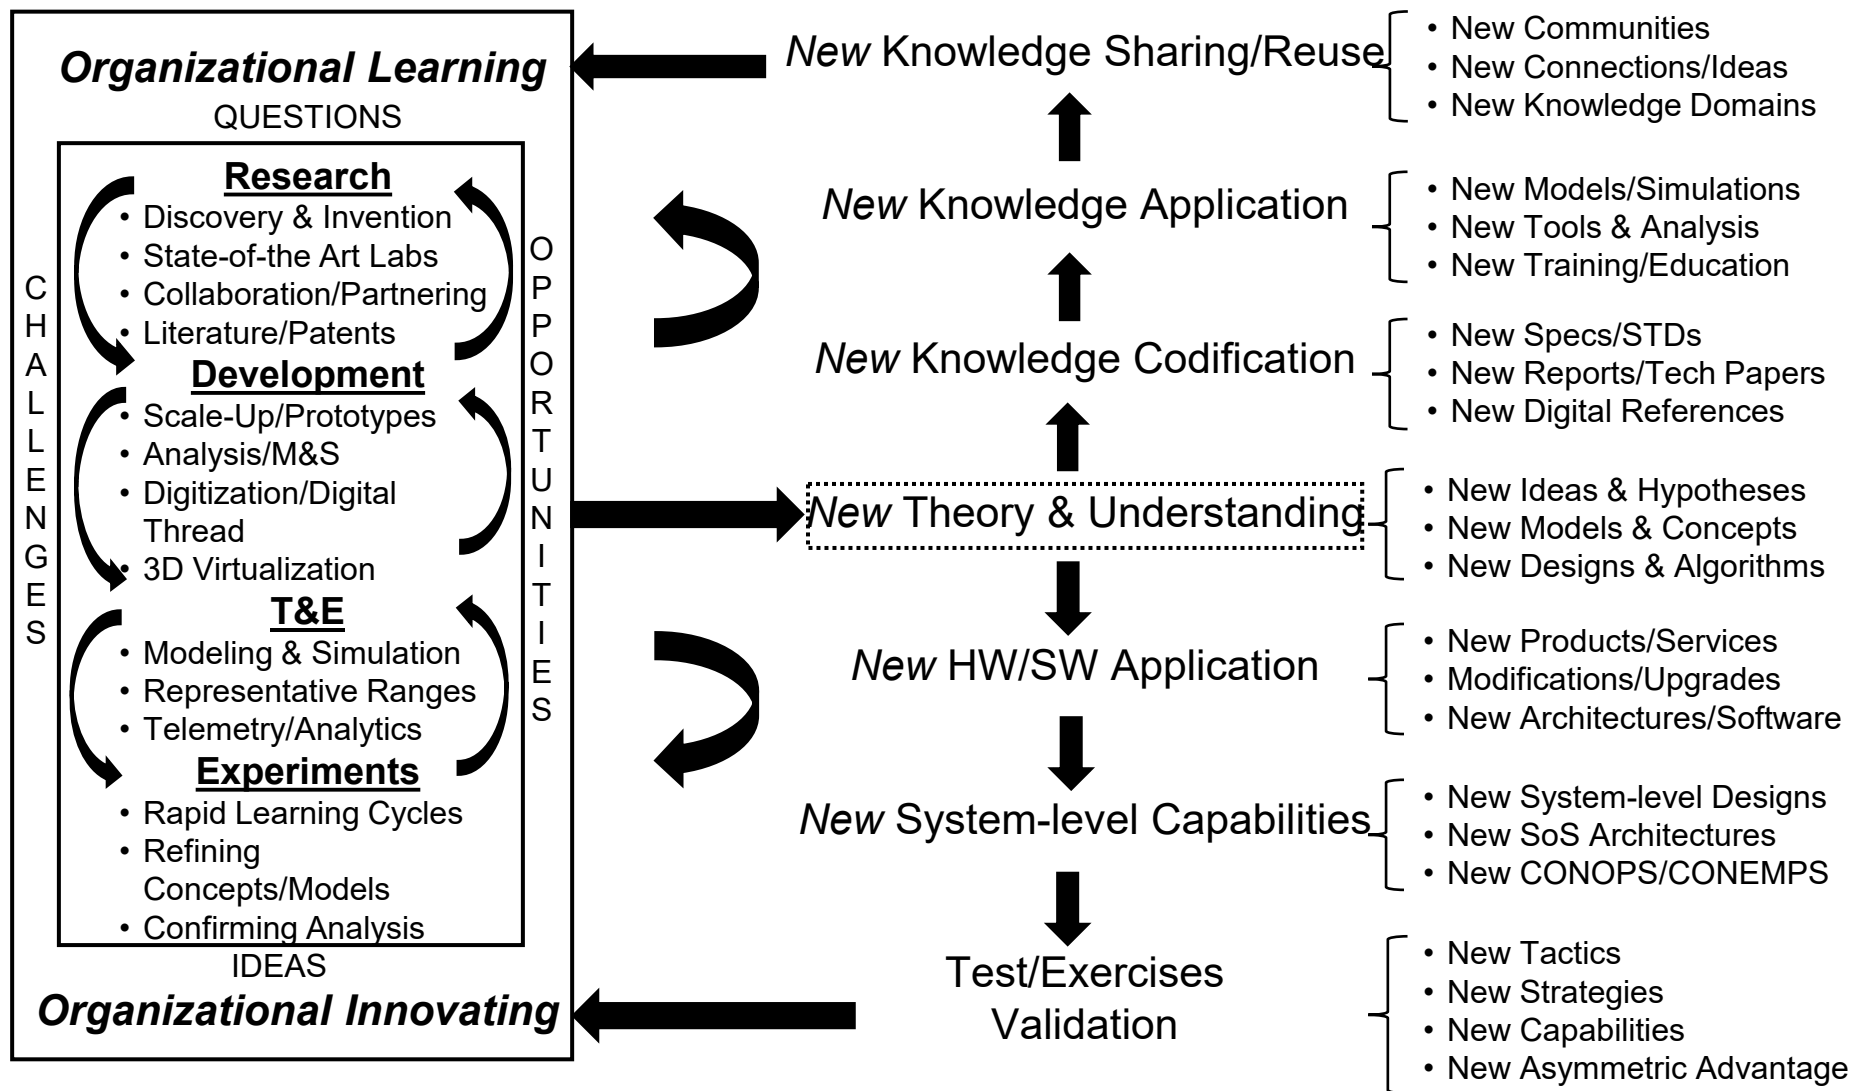 Organizational Learning
QUESTIONS
CHALLENGES
OPPORTUNITIES
Research
• Discovery & Invention
• State-of-the Art Labs
• Collaboration/Partnering
• Literature/Patents
Development
• Scale-Up/Prototypes
• Analysis/M&S
• Digitization/Digital
Thread
• 3D Virtualization
T&E
• Modeling & Simulation
• Representative Ranges
• Telemetry/Analytics
Experiments
• Rapid Learning Cycles
• Refining
Concepts/Models
• Confirming Analysis
IDEAS
Organizational Innovating
New Knowledge Sharing/Reuse
• New Communities
• New Connections/Ideas
• New Knowledge Domains
New Knowledge Application
• New Models/Simulations
• New Tools & Analysis
• New Training/Education
New Knowledge Codification
• New Specs/STDs
• New Reports/Tech Papers
• New Digital References
New Theory & Understanding
• New Ideas & Hypotheses
• New Models & Concepts
• New Designs & Algorithms
New HW/SW Application
• New Products/Services
• Modifications/Upgrades
• New Architectures/Software
New System-level Capabilities
• New System-level Designs
• New SoS Architectures
• New CONOPS/CONEMPS
Test/Exercises
Validation
• New Tactics
• New Strategies
• New Capabilities
• New Asymmetric Advantage